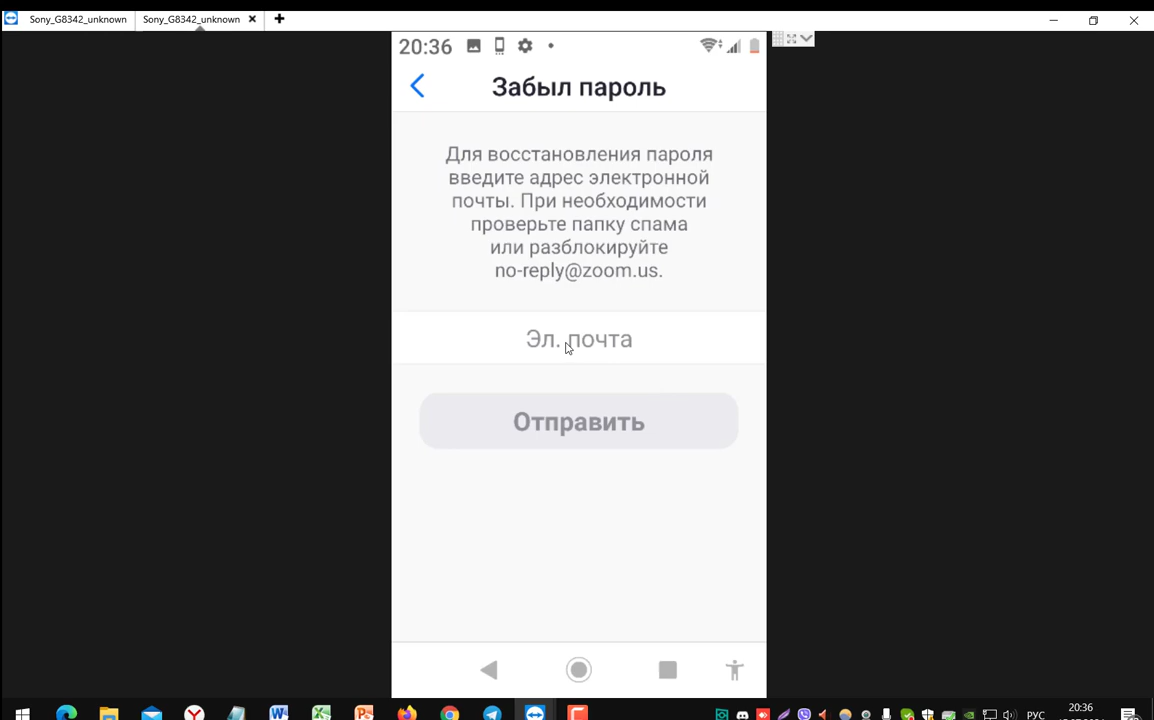 Sony_G8342_unknown
Sony_G8342_unknown
20:36
Забыл пароль
Для восстановления пароля
введите адрес электронной
почты. При необходимости
проверьте папку спама
или разблокируйте
no-reply@zoom.us.
Эл. почта
Отправить
РУС
20:36